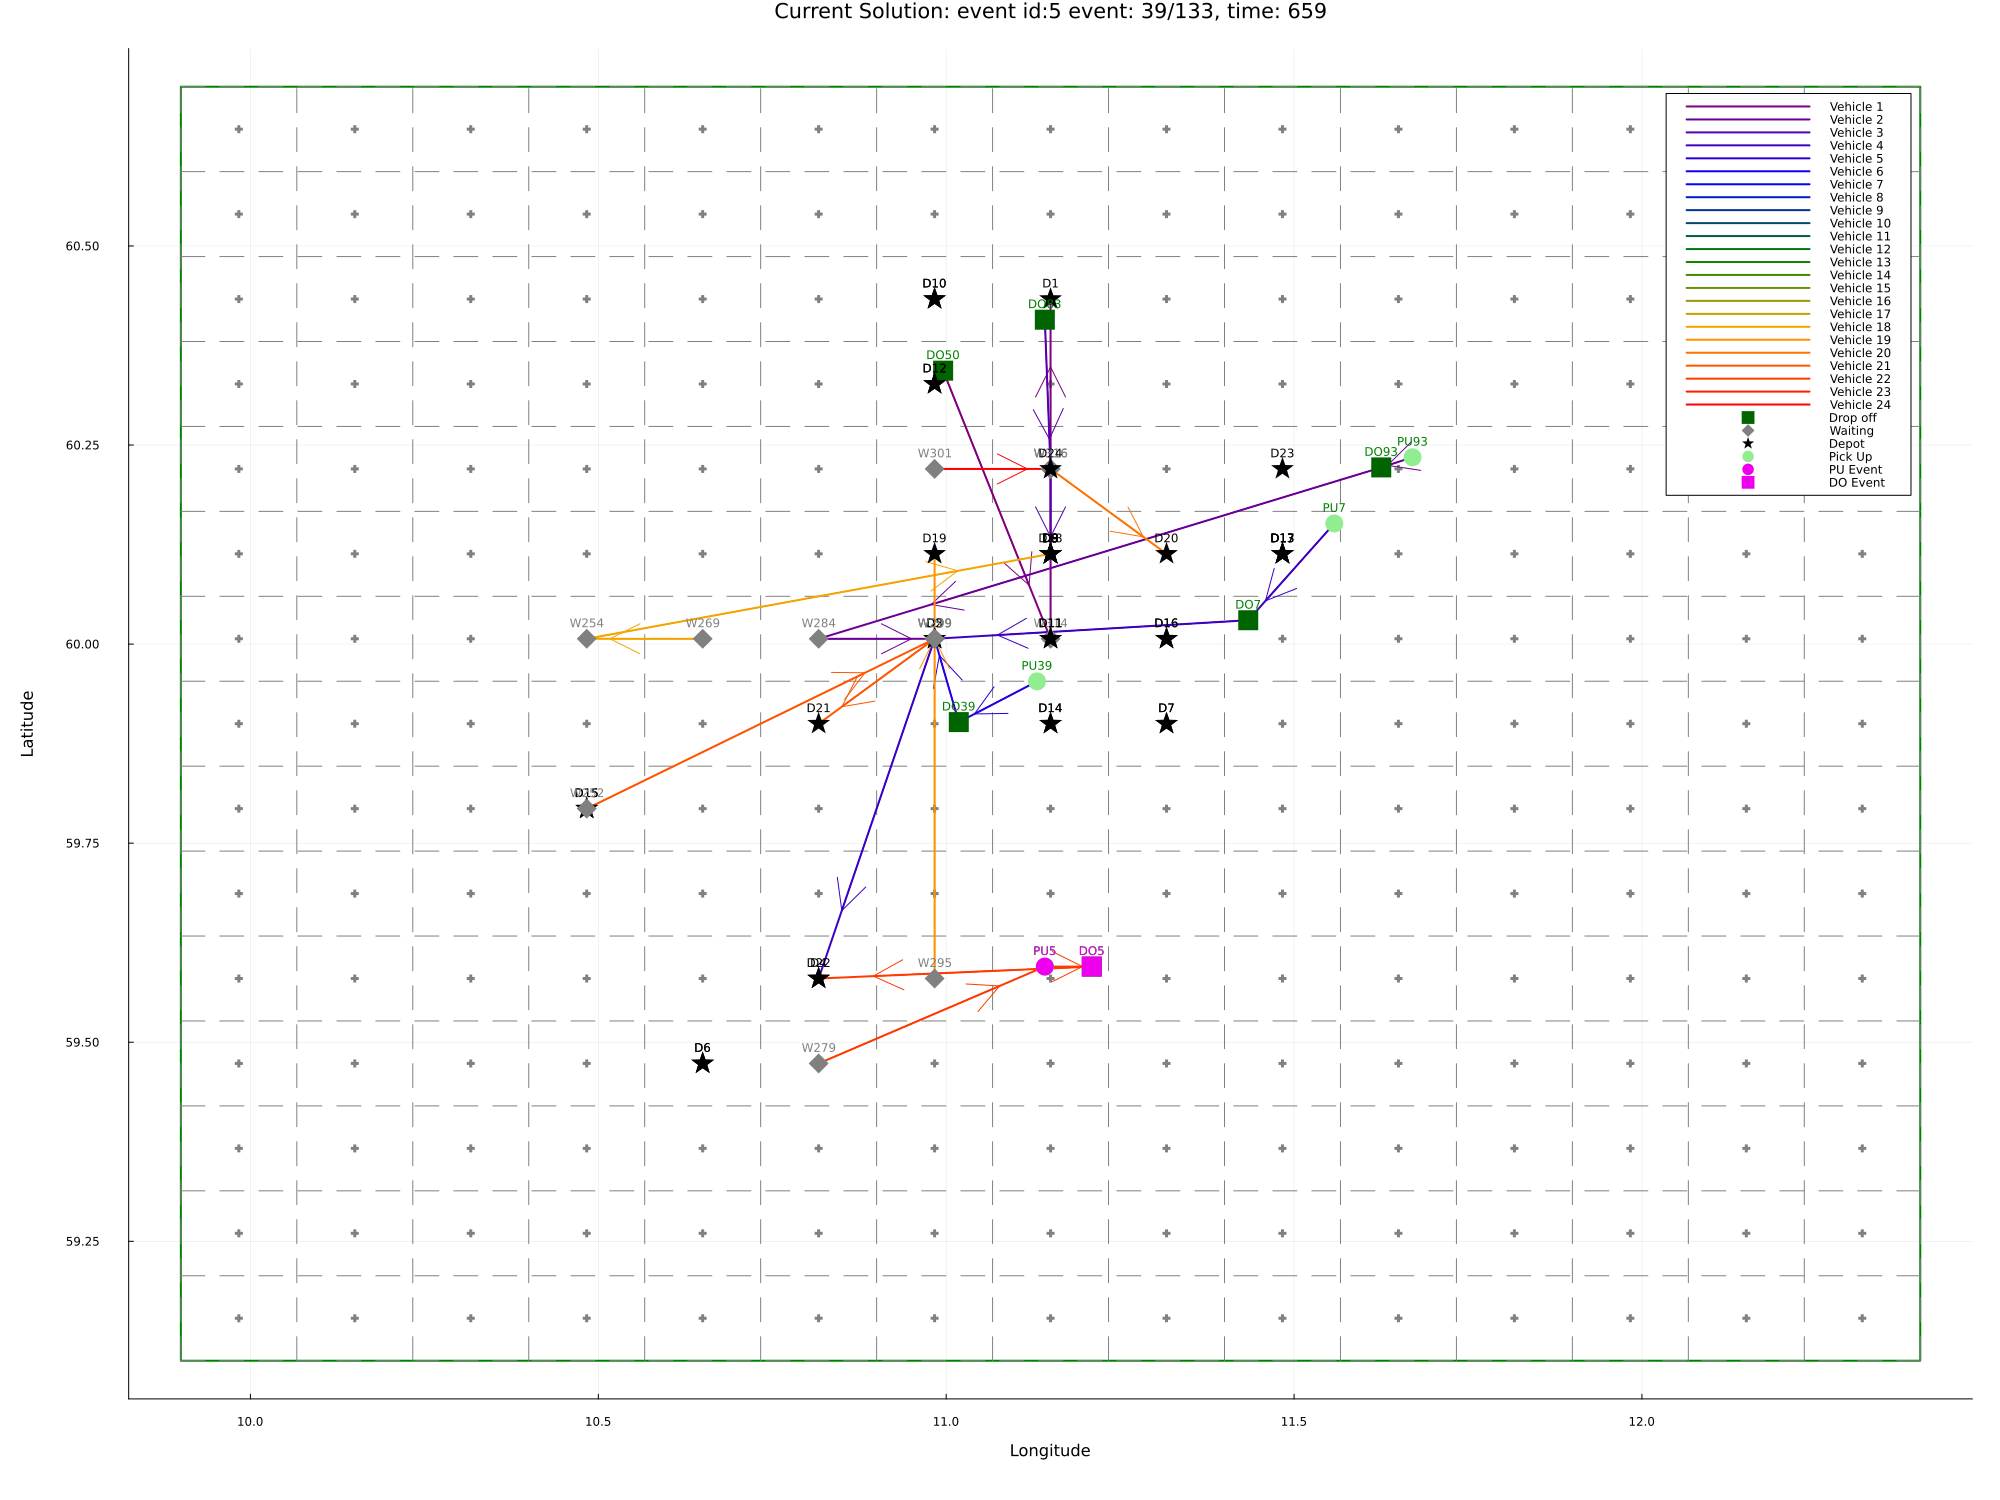 Current Solution: event id:5 event: 39/133, time: 659
Vehicle 1
Vehicle 2
Vehicle 3
Vehicle 4
Vehicle 5
Vehicle 6
Vehicle 7
Vehicle 8
Vehicle 9
Vehicle 10
Vehicle 11
Vehicle 12
Vehicle 13
Vehicle 14
Vehicle 15
Vehicle 16
Vehicle 17
Vehicle 18
Vehicle 19
Vehicle 20
Vehicle 21
Vehicle 22
Vehicle 23
Vehicle 24
Drop off
Waiting
Depot
Pick Up
PU Event
DO Event
60.50
D10 D1
DO50
D12
60.25
PU93
W301 D24 D23 DO93
PU7
D19 D20
DO7
W254 W269 W284 D11 D16
60.00
PU39
D21 DO39 D14 D7
D15
59.75
PU5 DO5
W295
59.50
D6 W279
59.25
10.0 10.5 11.0 11.5 12.0
Latitude
Longitude